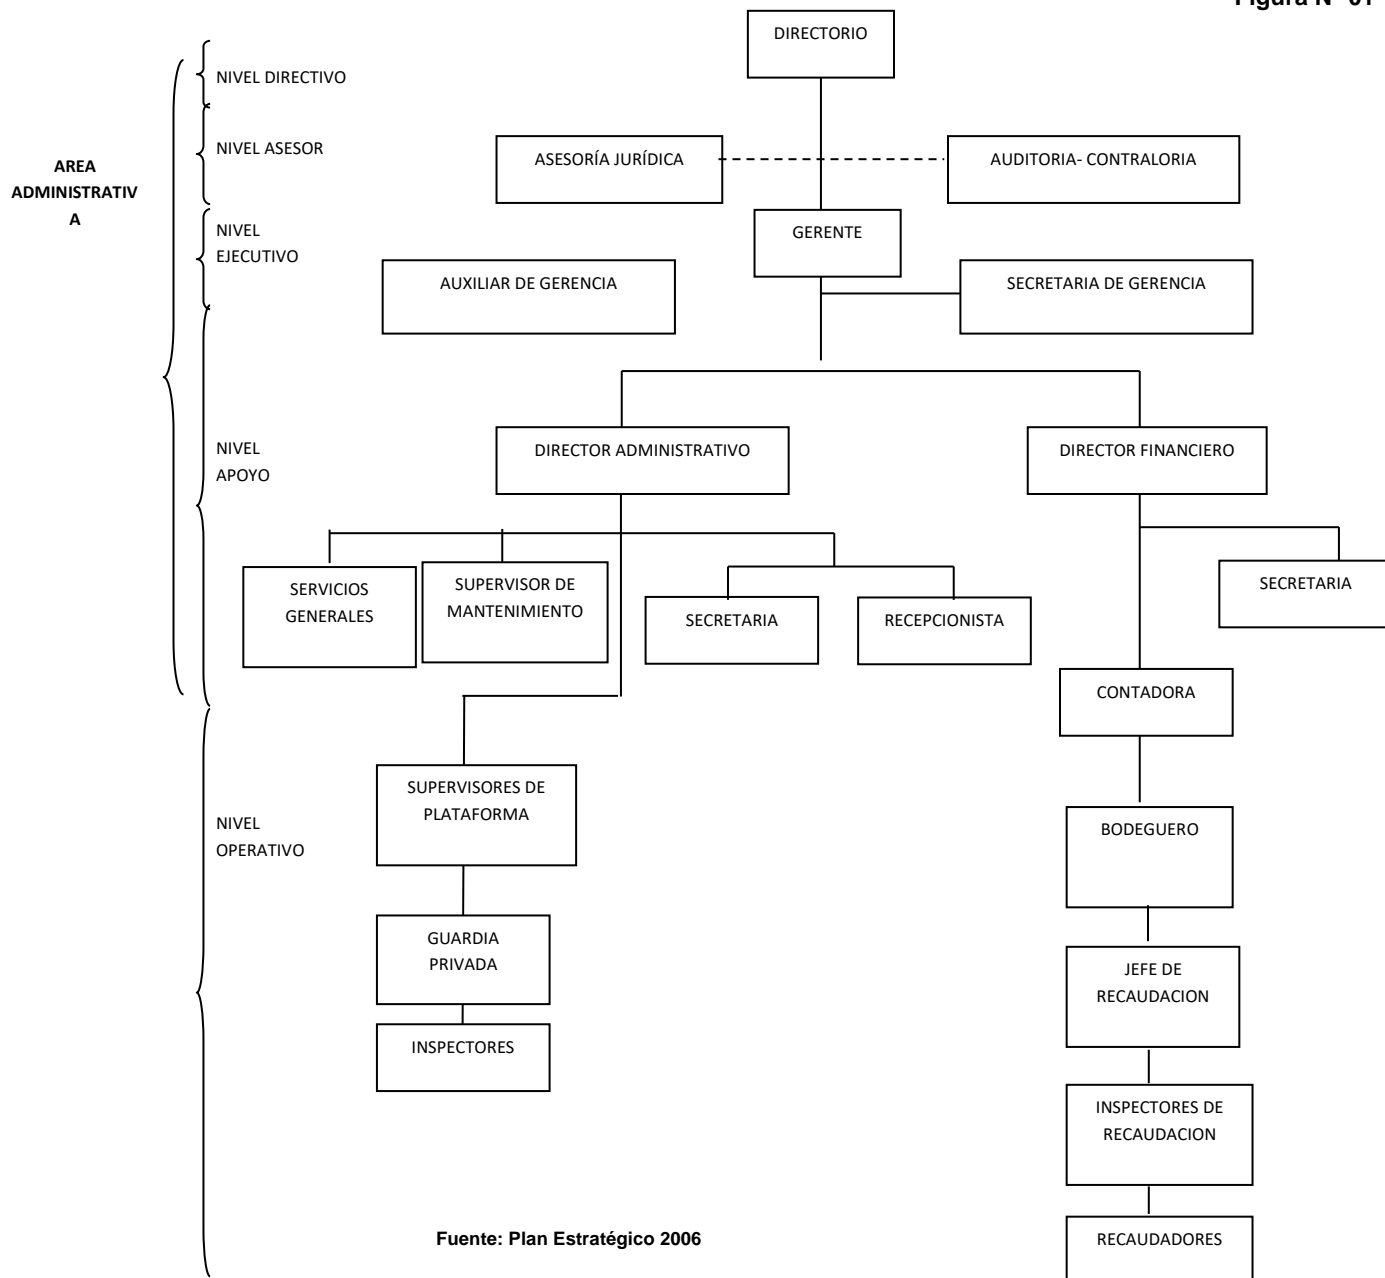 Figura N° 01
DIRECTORIO
NIVEL DIRECTIVO
NIVEL ASESOR
ASESORÍA JURÍDICA
AUDITORIA- CONTRALORIA
AREA
ADMINISTRATIV
A
NIVEL
EJECUTIVO
GERENTE
AUXILIAR DE GERENCIA
SECRETARIA DE GERENCIA
NIVEL
APOYO
DIRECTOR ADMINISTRATIVO
DIRECTOR FINANCIERO
SERVICIOS
GENERALES
SUPERVISOR DE
MANTENIMIENTO
SECRETARIA
RECEPCIONISTA
SECRETARIA
CONTADORA
SUPERVISORES DE
PLATAFORMA
NIVEL
OPERATIVO
BODEGUERO
GUARDIA
PRIVADA
JEFE DE
RECAUDACION
INSPECTORES
INSPECTORES DE
RECAUDACION
RECAUDADORES
Fuente: Plan Estratégico 2006